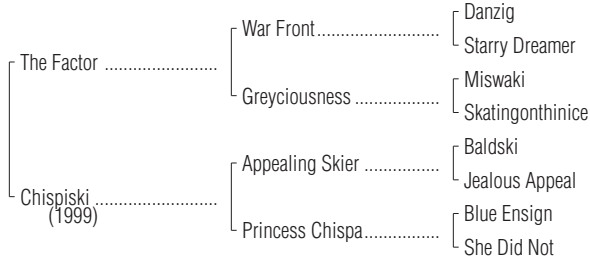 Danzig
War Front..............................
Starry Dreamer
The Factor ...........................
Miswaki
Greyciousness .....................
Skatingonthinice
Baldski
Appealing Skier ..................
Jealous Appeal
Chispiski..............................
(1999)
Blue Ensign
Princess Chispa..................
She Did Not